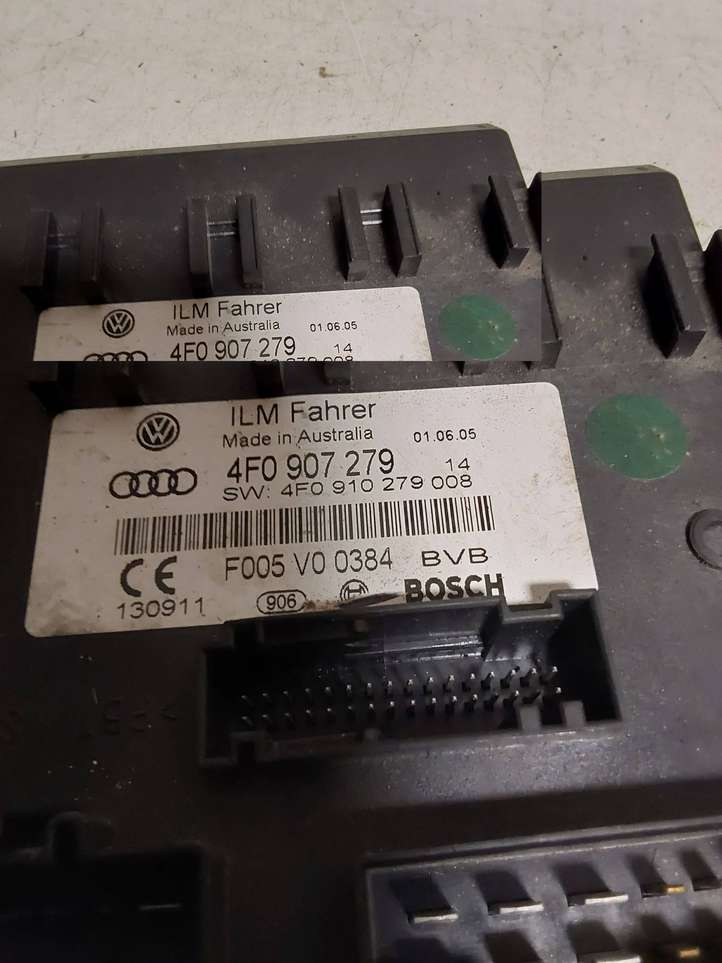 ILM Fahrer
Made in Australia 01.06.05
4F0 907 279 14
ILM Fahrer
Made in Australia 01.06.05
4F0 907 279 14
SW: 4F0 910 279 008
F005 V0 0384 BVB
CE
130911 906 BOSCH